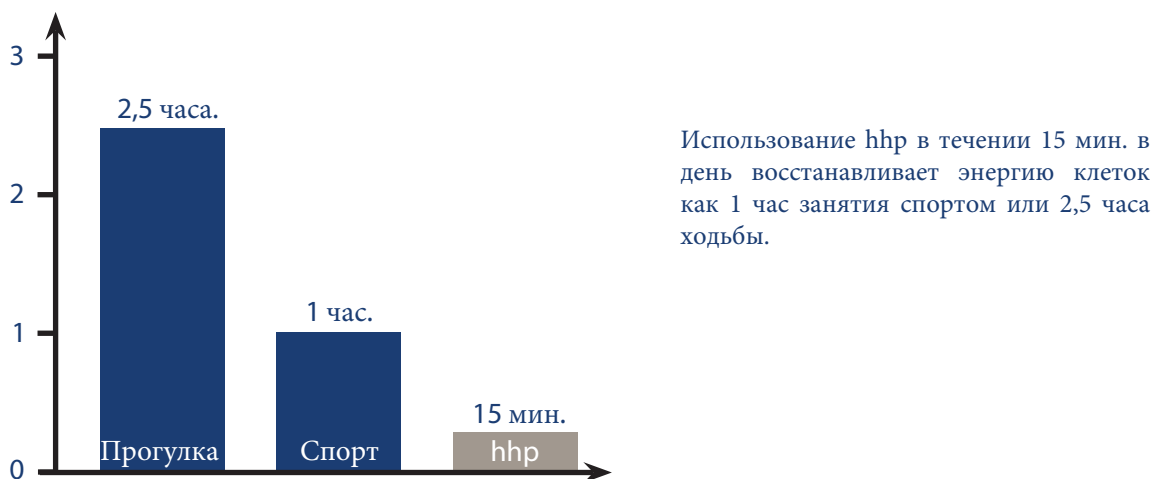 3
2,5 часа.
2
1 час.
1
15 мин.
Прогулка
Спорт
hhp
0
Использование hhp в течении 15 мин. в
день восстанавливает энергию клеток
как 1 час занятия спортом или 2,5 часа
ходьбы.